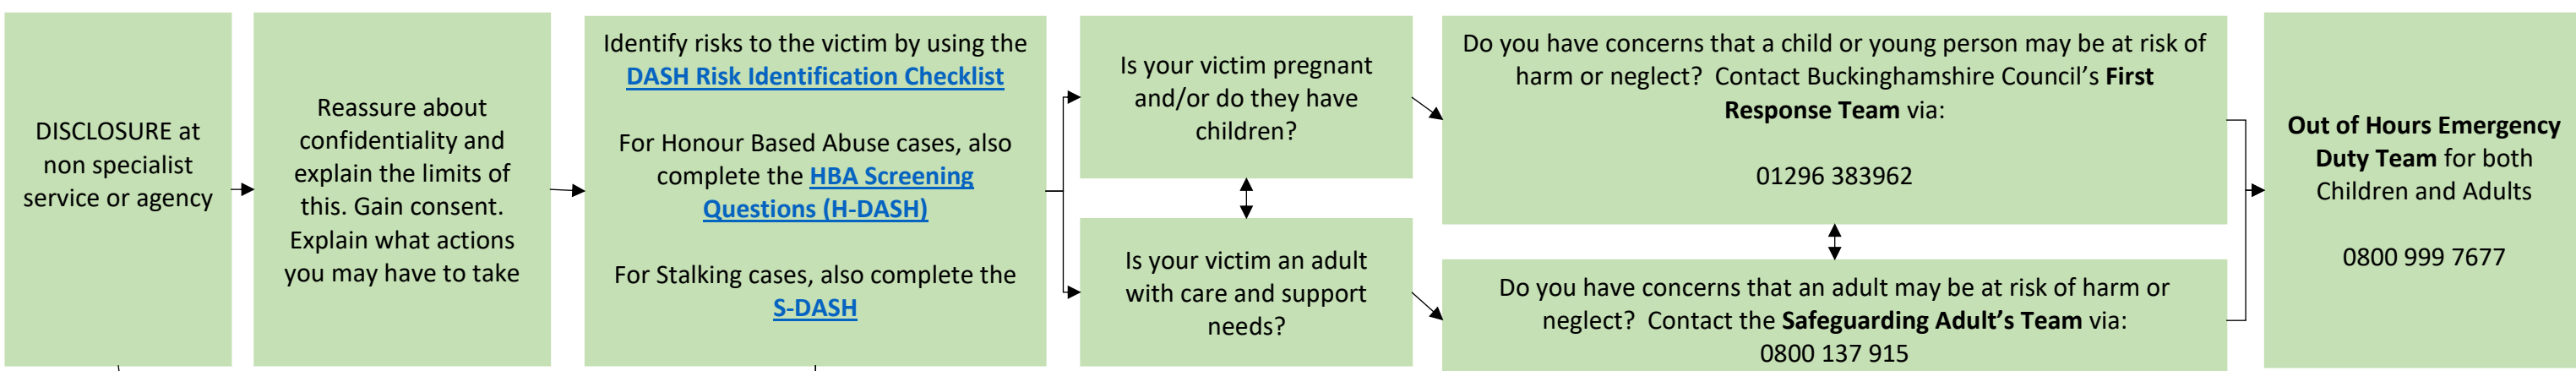 DISCLOSURE at
non specialist
service or agency
Reassure about
confidentiality and
explain the limits of
this. Gain consent.
Explain what actions
you may have to take
Identify risks to the victim by using the
DASH Risk Identification Checklist
For Honour Based Abuse cases, also
complete the HBA Screening
Questions (H-DASH)
For Stalking cases, also complete the
S-DASH
Is your victim pregnant
and/or do they have
children?
Is your victim an adult
with care and support
needs?
Do you have concerns that a child or young person may be at risk of
harm or neglect?  Contact Buckinghamshire Council’s First
Response Team via:
01296 383962
Do you have concerns that an adult may be at risk of harm or
neglect?  Contact the Safeguarding Adult’s Team via:
0800 137 915
Out of Hours Emergency
Duty Team for both
Children and Adults
0800 999 7677